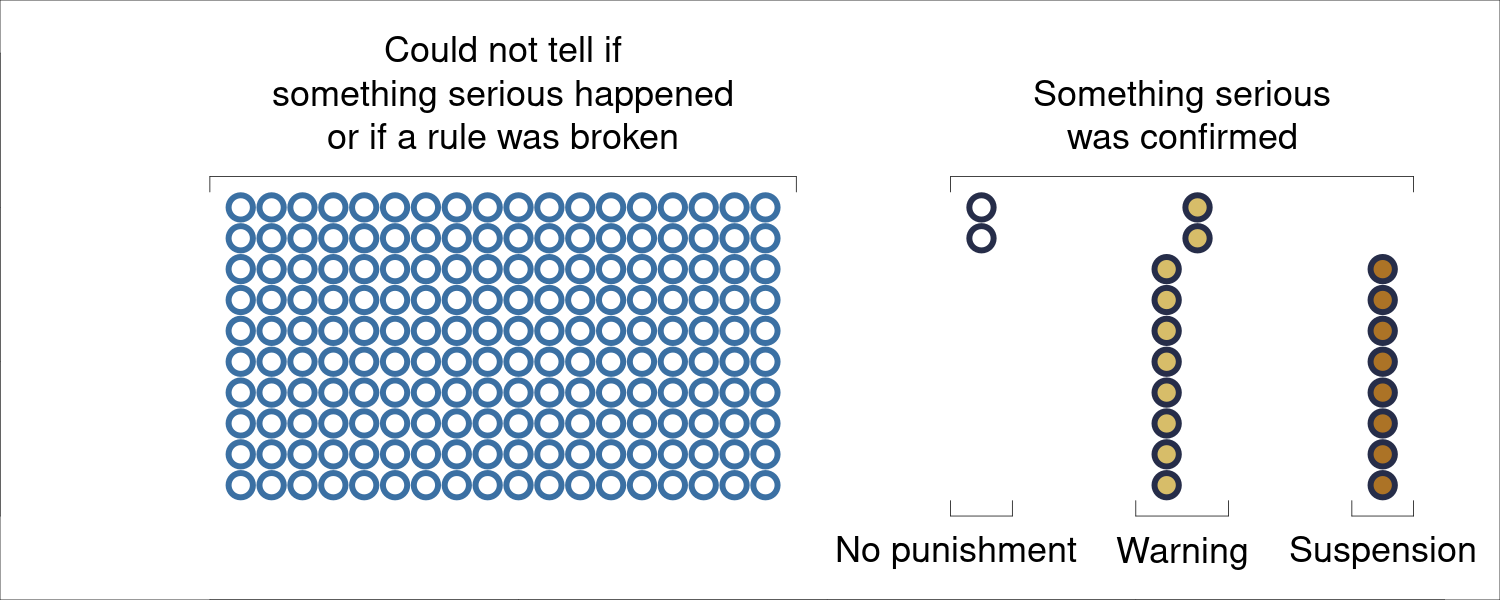 Could not tell if
something serious happened
or if a rule was broken
Something serious
was confirmed
No punishment
Warning
Suspension